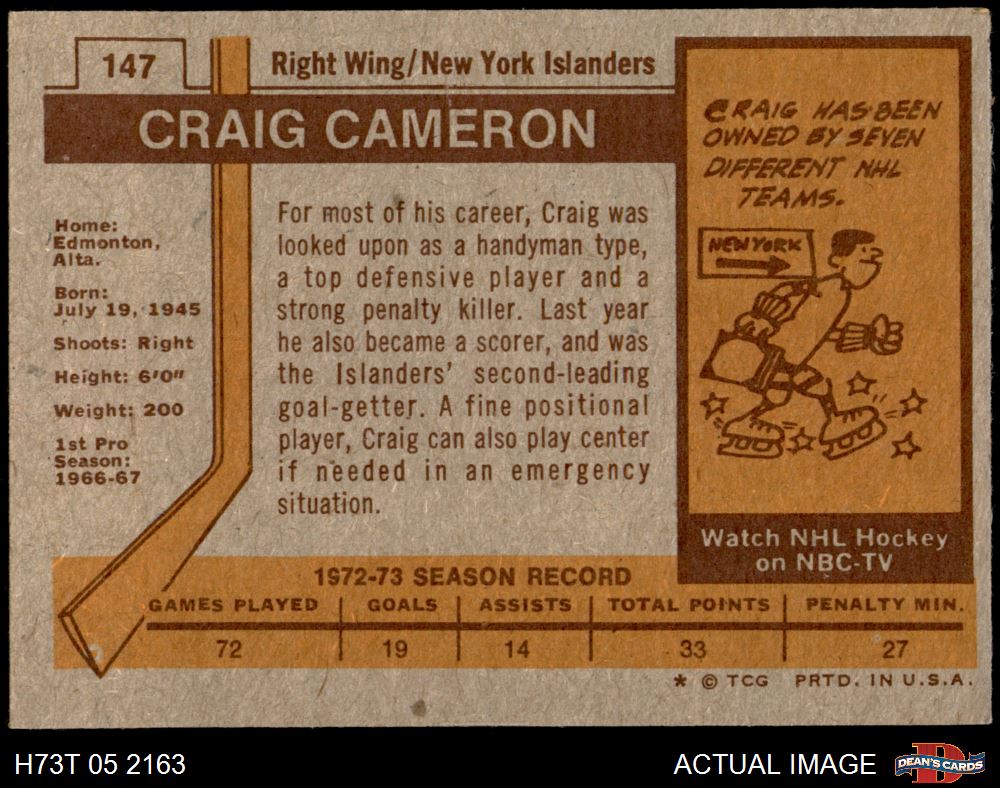 147
Right Wing/New York Islanders
CRAIG CAMERON
Home:
Edmonton,
Alta.
Born:
July 19, 1945
Shoots: Right
Height: 6'0"
Weight: 200
1st Pro
Season:
1966-67
For most of his career, Craig was
looked upon as a handyman type,
a top defensive player and a
strong penalty killer. Last year
he also became a scorer, and was
the Islanders' second-leading
goal-getter. A fine positional
player, Craig can also play center
if needed in an emergency
situation.
CRAIG HAS BEEN
OWNED BY SEVEN
DIFFERENT NHL
TEAMS.
NEW YORK
Watch NHL Hockey
on NBC-TV
1972-73 SEASON RECORD
GAMES PLAYED GOALS ASSISTS TOTAL POINTS PENALTY MIN.
72 19 14 33 27
* © TCG PRTD. IN U.S.A.
H73T 05 2163
ACTUAL IMAGE
D
DEAN'S CARDS